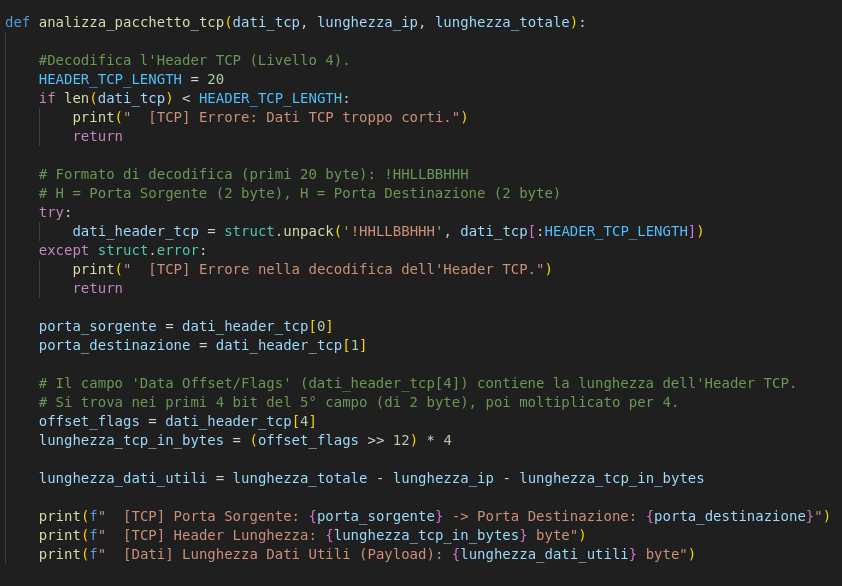 def analizza_pacchetto_tcp(dati_tcp, lunghezza_ip, lunghezza_totale):
    #Decodifica l'Header TCP (Livello 4).
    HEADER_TCP_LENGTH = 20
    if len(dati_tcp) < HEADER_TCP_LENGTH:
        print("  [TCP] Errore: Dati TCP troppo corti.")
        return
    # Formato di decodifica (primi 20 byte): !HHLLBBHHH
    # H = Porta Sorgente (2 byte), H = Porta Destinazione (2 byte)
    try:
        dati_header_tcp = struct.unpack('!HHLLBBHHH', dati_tcp[:HEADER_TCP_LENGTH])
    except struct.error:
        print("  [TCP] Errore nella decodifica dell'Header TCP.")
        return
    porta_sorgente = dati_header_tcp[0]
    porta_destinazione = dati_header_tcp[1]
    # Il campo 'Data Offset/Flags' (dati_header_tcp[4]) contiene la lunghezza dell'Header TCP.
    # Si trova nei primi 4 bit del 5° campo (di 2 byte), poi moltiplicato per 4.
    offset_flags = dati_header_tcp[4]
    lunghezza_tcp_in_bytes = (offset_flags >> 12) * 4
    lunghezza_dati_utili = lunghezza_totale - lunghezza_ip - lunghezza_tcp_in_bytes
    print(f"  [TCP] Porta Sorgente: {porta_sorgente} -> Porta Destinazione: {porta_destinazione}")
    print(f"  [TCP] Header Lunghezza: {lunghezza_tcp_in_bytes} byte")
    print(f"  [Dati] Lunghezza Dati Utili (Payload): {lunghezza_dati_utili} byte")